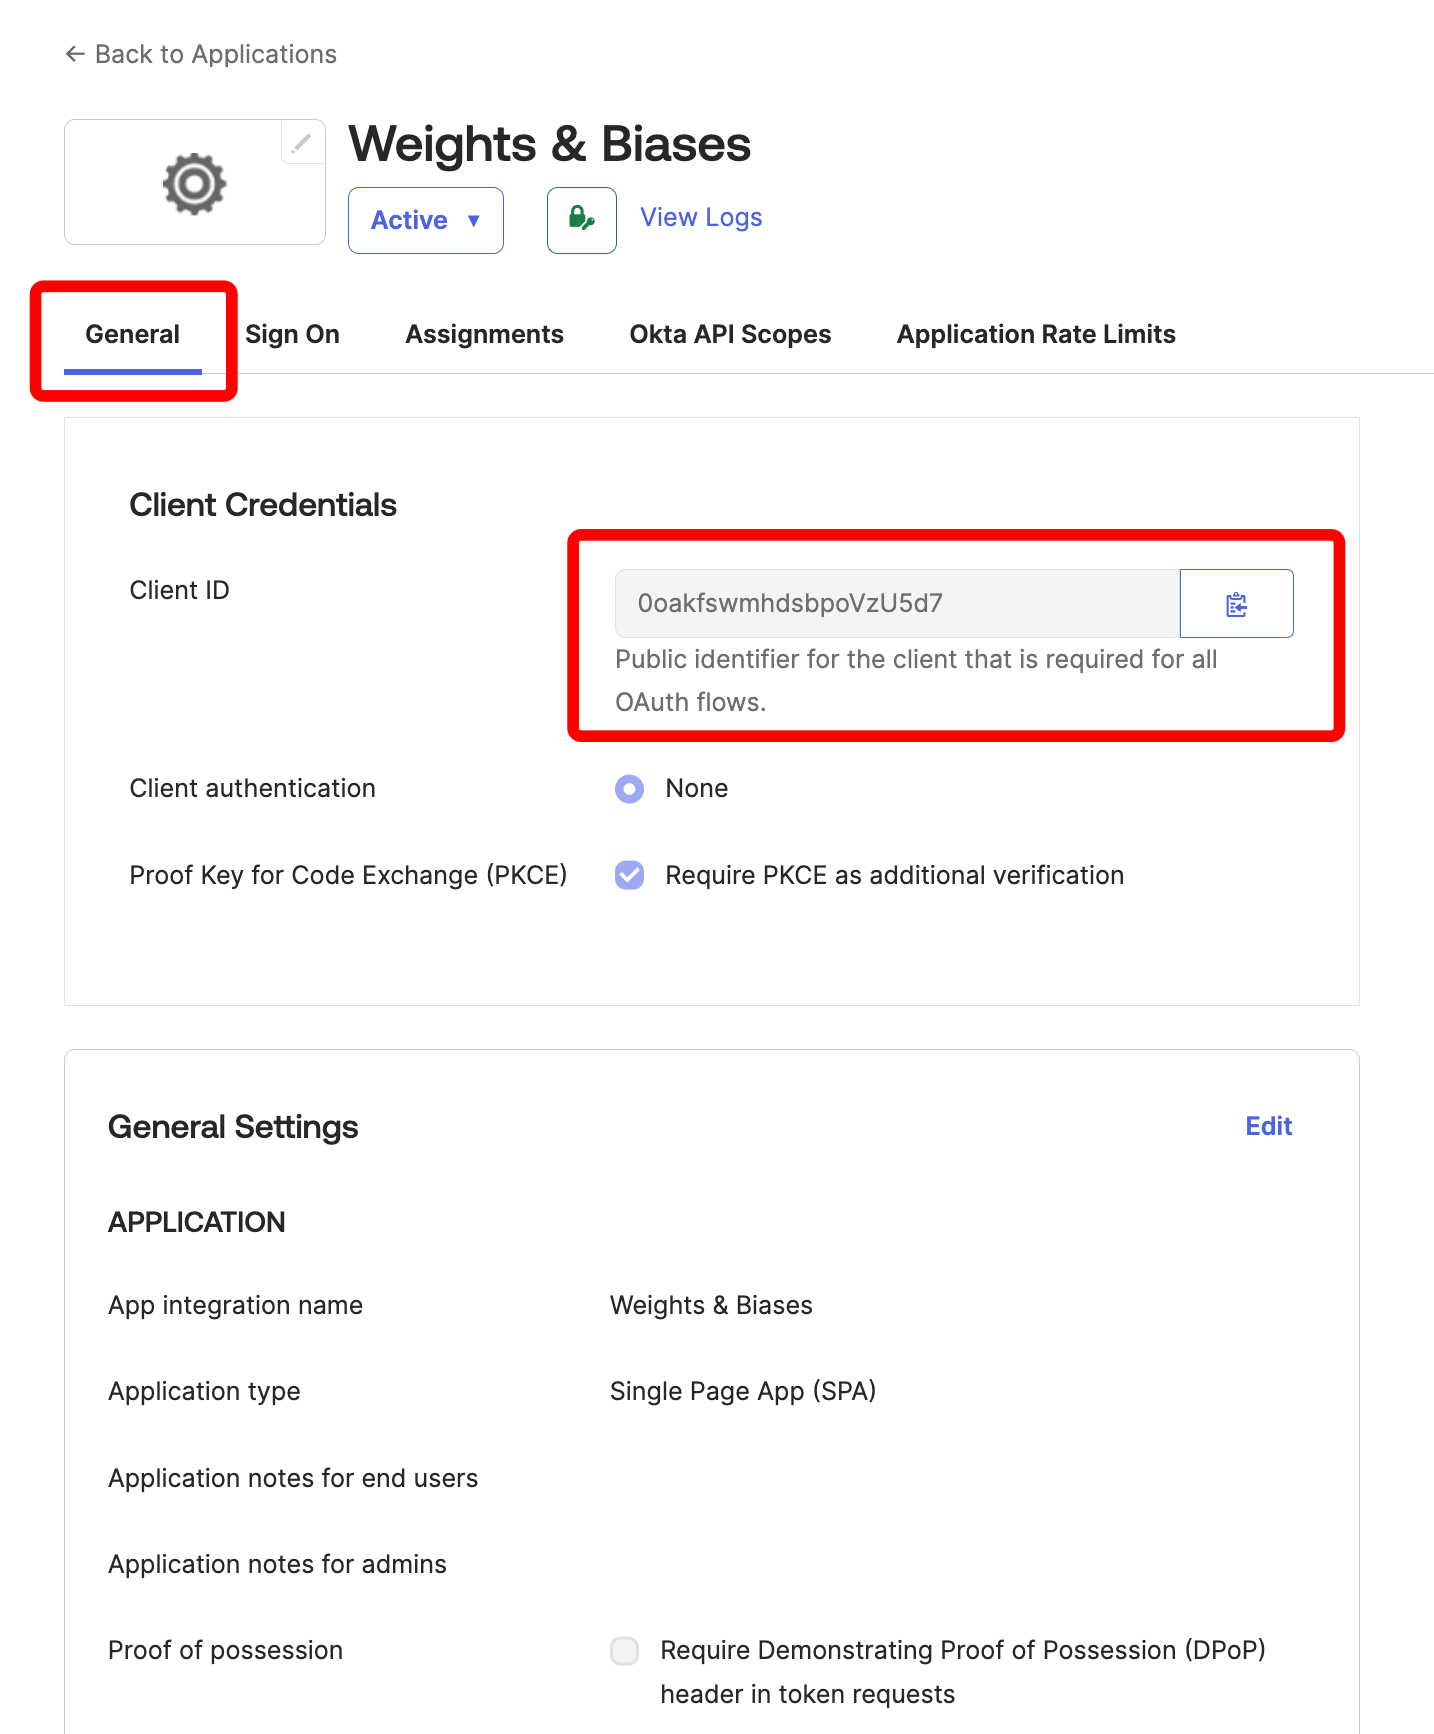 ← Back to Applications
Weights & Biases
Active ▼
View Logs
General Sign On Assignments Okta API Scopes Application Rate Limits
Client Credentials
Client ID
0oakfswmhdsbpoVzU5d7
Public identifier for the client that is required for all
OAuth flows.
Client authentication None
Proof Key for Code Exchange (PKCE) Require PKCE as additional verification
General Settings Edit
APPLICATION
App integration name Weights & Biases
Application type Single Page App (SPA)
Application notes for end users
Application notes for admins
Proof of possession Require Demonstrating Proof of Possession (DPoP)
header in token requests